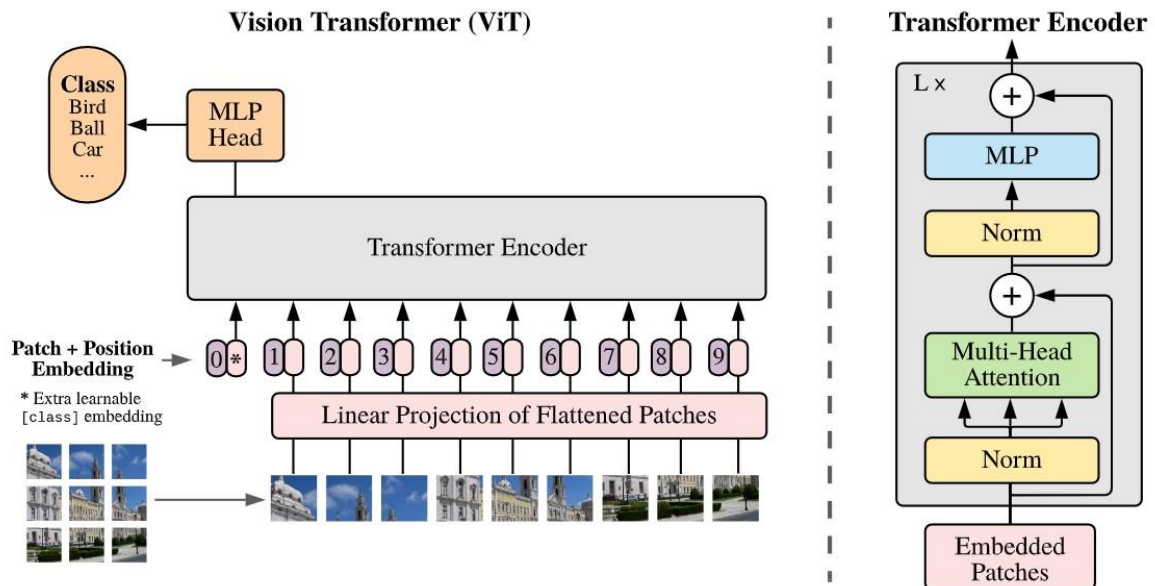 Vision Transformer (ViT)
Class
Bird
Ball
Car
...
MLP
Head
Transformer Encoder
Patch + Position
Embedding
0 * 1 2 3 4 5 6 7 8 9
* Extra learnable
[class] embedding
Linear Projection of Flattened Patches
Transformer Encoder
L ×
+
MLP
Norm
+
Multi-Head
Attention
Norm
Embedded
Patches